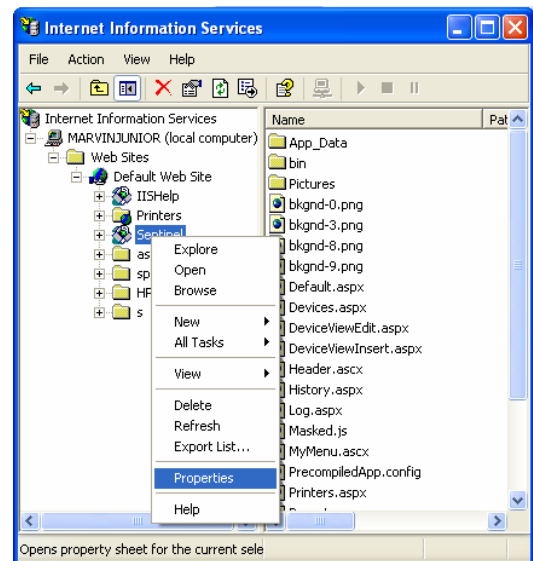 Internet Information Services
File Action View Help
Internet Information Services
MARVINJUNIOR (local computer)
Web Sites
Default Web Site
IISHelp
Printers
Sentinel
as
sp
HP
s
Explore
Open
Browse
New
All Tasks
View
Delete
Refresh
Export List...
Properties
Help
Name Pat
App_Data
bin
Pictures
bkgnd-0.png
bkgnd-3.png
bkgnd-8.png
bkgnd-9.png
Default.aspx
Devices.aspx
DeviceViewEdit.aspx
DeviceViewInsert.aspx
Header.ascx
History.aspx
Log.aspx
Masked.js
MyMenu.ascx
PrecompiledApp.config
Printers.aspx
Opens property sheet for the current sele